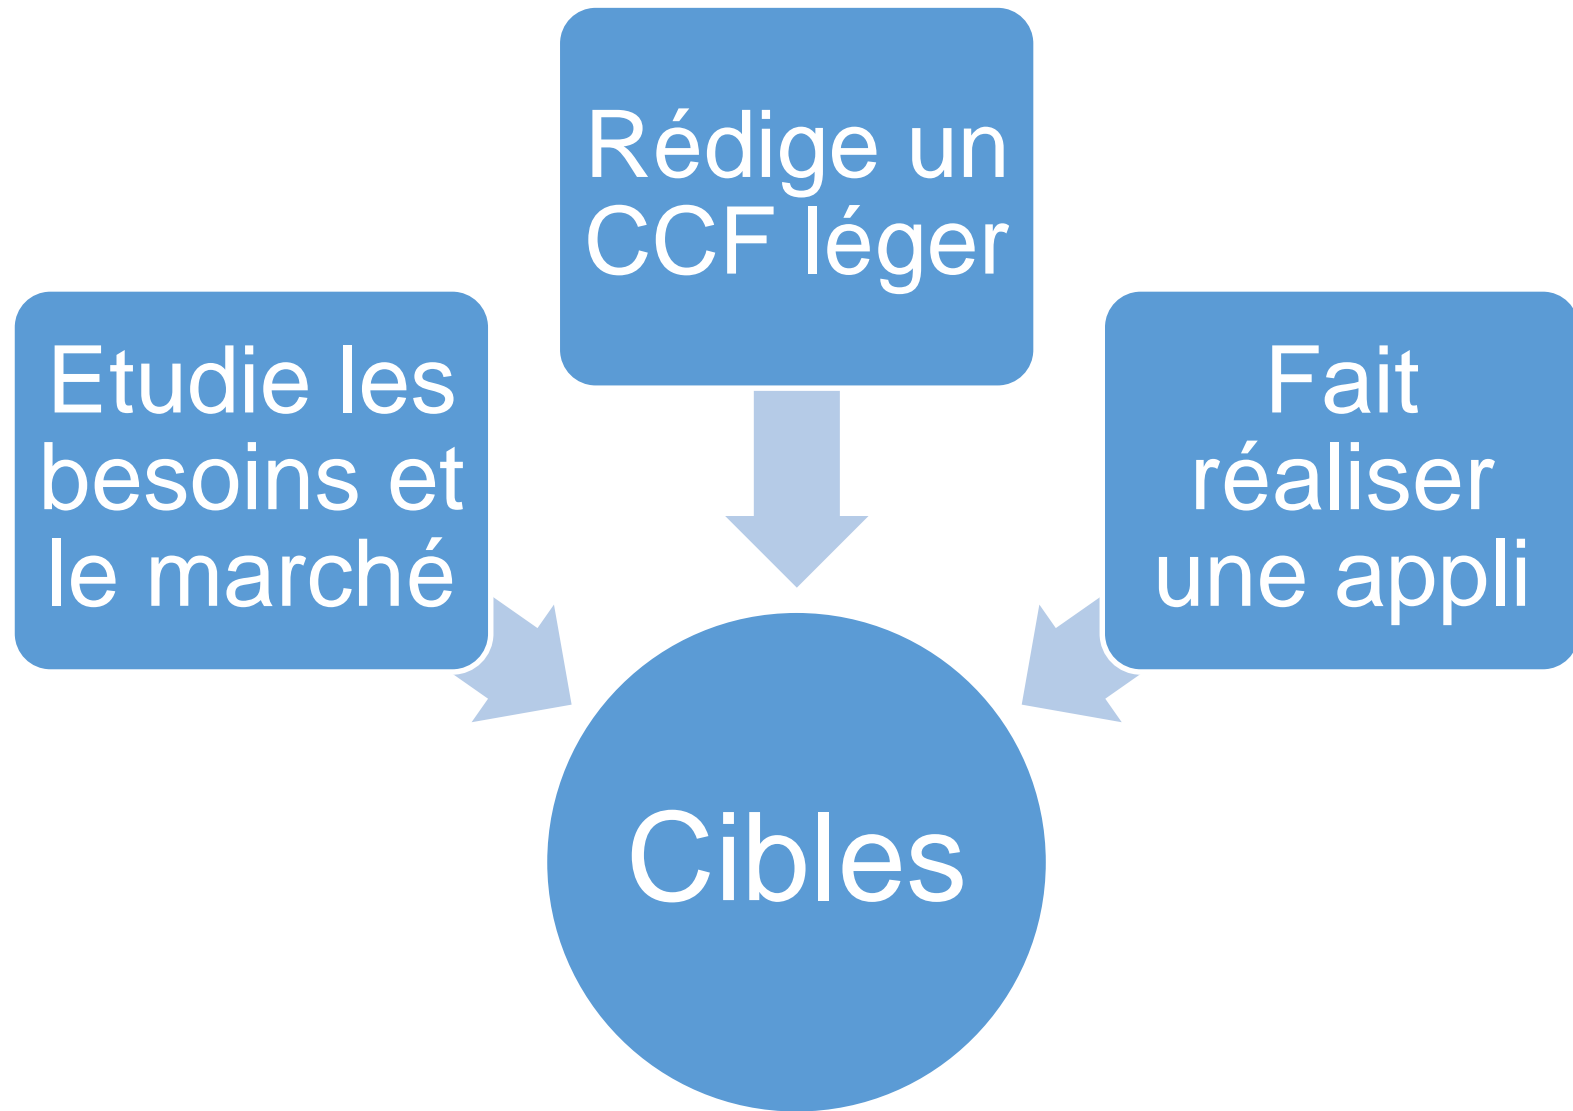 Etudie les
besoins et
le marché
Rédige un
CCF léger
Fait
réaliser
une appli
Cibles